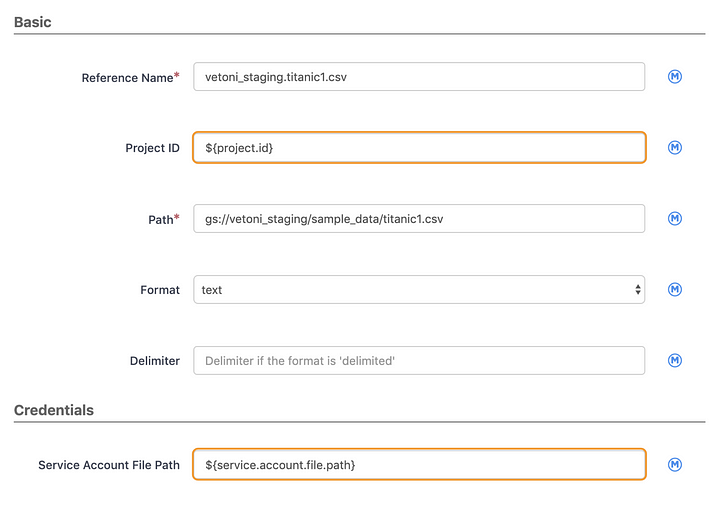 Basic
Reference Name* vetoni_staging.titanic1.csv M
Project ID ${project.id} M
Path* gs://vetoni_staging/sample_data/titanic1.csv M
Format text M
Delimiter Delimiter if the format is 'delimited' M
Credentials
Service Account File Path ${service.account.file.path} M